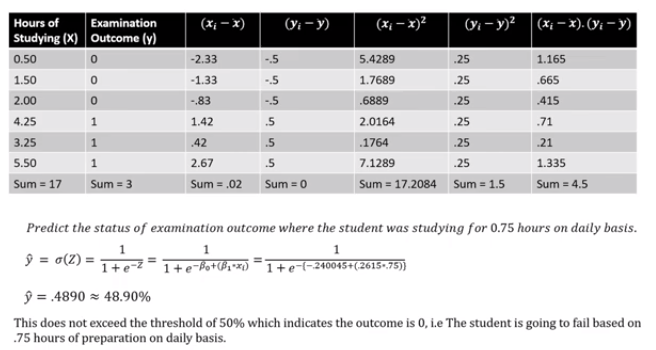 Hours of Studying (X) | Examination Outcome (y) | (xᵢ − x) | (yᵢ − y) | (xᵢ − x)² | (yᵢ − y)² | (xᵢ − x). (yᵢ − y)
0.50 | 0 | -2.33 | -.5 | 5.4289 | .25 | 1.165
1.50 | 0 | -1.33 | -.5 | 1.7689 | .25 | .665
2.00 | 0 | -.83 | -.5 | .6889 | .25 | .415
4.25 | 1 | 1.42 | .5 | 2.0164 | .25 | .71
3.25 | 1 | .42 | .5 | .1764 | .25 | .21
5.50 | 1 | 2.67 | .5 | 7.1289 | .25 | 1.335
Sum = 17 | Sum = 3 | Sum = .02 | Sum = 0 | Sum = 17.2084 | Sum = 1.5 | Sum = 4.5
Predict the status of examination outcome where the student was studying for 0.75 hours on daily basis.
ŷ = σ(Z) = 1 / (1 + e^−Z) = 1 / (1 + e^−β₀+(β₁*xᵢ)) = 1 / (1 + e^−(−.240045+(.2615*.75)))
ŷ = .4890 ≈ 48.90%
This does not exceed the threshold of 50% which indicates the outcome is 0, i.e The student is going to fail based on
.75 hours of preparation on daily basis.